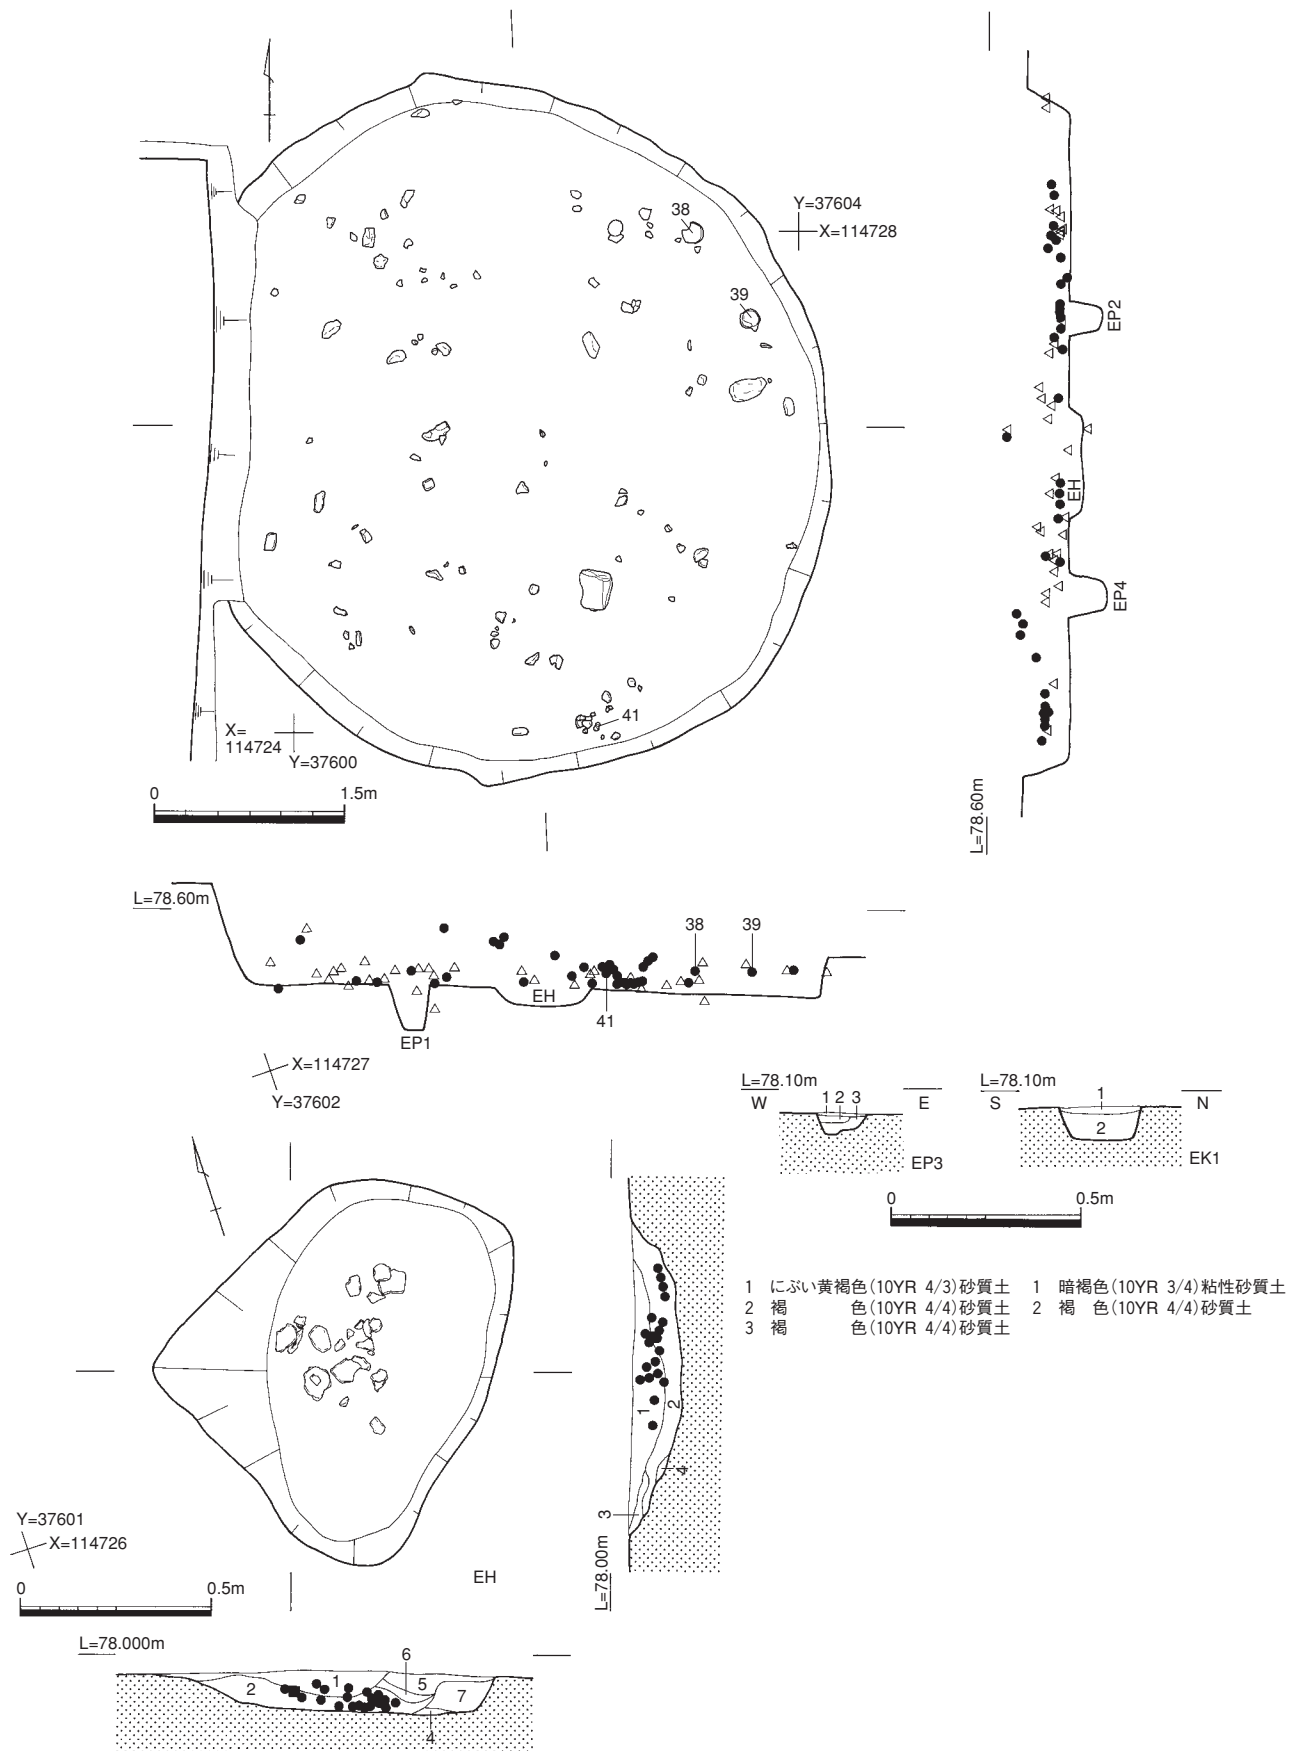 38
Y=37604
X=114728
39
EP2
EH
EP4
41
X=
114724
Y=37600
0 1.5m
L=78.60m
L=78.60m
38 39
EH
41
EP1
X=114727
Y=37602
L=78.10m
W 1 2 3 E
EP3
L=78.10m
S 1 N
2
EK1
0 0.5m
1 にぶい黄褐色(10YR 4/3)砂質土
2 褐 色(10YR 4/4)砂質土
3 褐 色(10YR 4/4)砂質土
1 暗褐色(10YR 3/4)粘性砂質土
2 褐 色(10YR 4/4)砂質土
1
2
4
3
L=78.00m
Y=37601
X=114726
EH
0 0.5m
L=78.000m
6
2 1 5 7
4